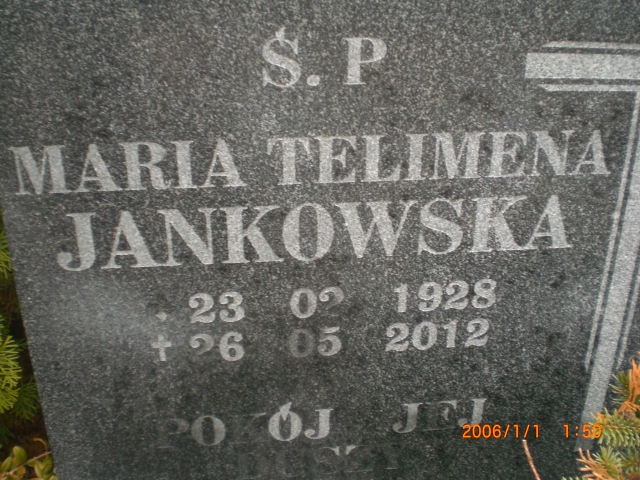 Ś. P
MARIA TELIMENA
JANKOWSKA
23 02 1928
† 26 05 2012
POKÓJ JEJ
2006/1/1 1:59